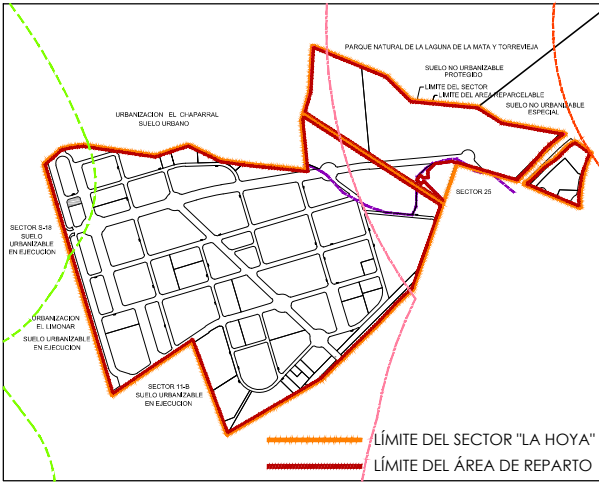 PARQUE NATURAL DE LA LAGUNA DE LA MATA Y TORREVIEJA
SUELO NO URBANIZABLE
PROTEGIDO
LIMITE DEL SECTOR
LIMITE DEL AREA REPARCELABLE
SUELO NO URBANIZABLE
ESPECIAL
URBANIZACION EL CHAPARRAL
SUELO URBANO
SECTOR 25
SECTOR S-18
SUELO
URBANIZABLE
EN EJECUCION
URBANIZACION
EL LIMONAR
SUELO URBANIZABLE
EN EJECUCION
SECTOR 11-B
SUELO URBANIZABLE
EN EJECUCION
LÍMITE DEL SECTOR "LA HOYA"
LÍMITE DEL ÁREA DE REPARTO